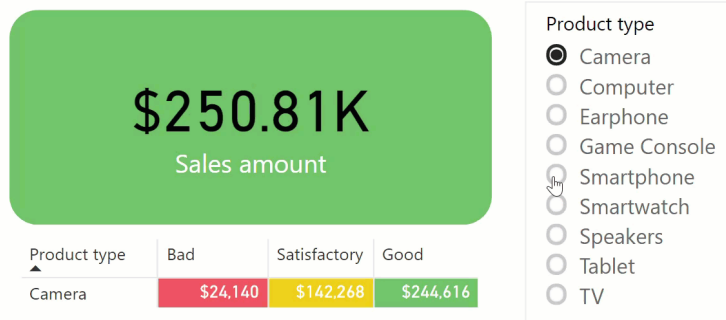 $250.81K
Sales amount
Product type
Camera
Computer
Earphone
Game Console
Smartphone
Smartwatch
Speakers
Tablet
TV
Product type Bad Satisfactory Good
Camera $24,140 $142,268 $244,616